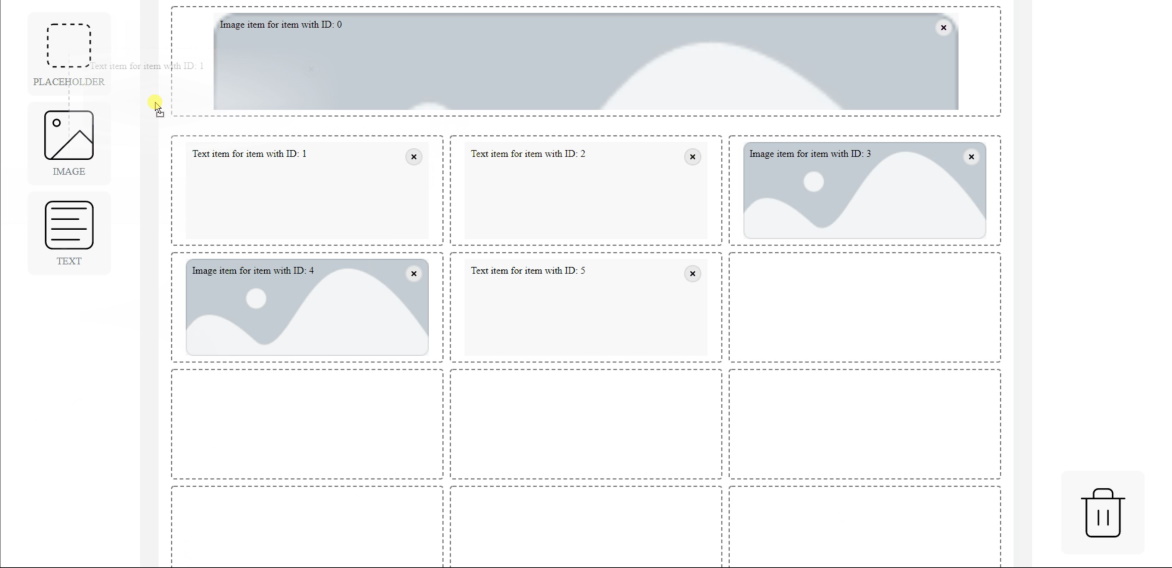 Image item for item with ID: 0
Text item for item with ID: 1
PLACEHOLDER
IMAGE
TEXT
Text item for item with ID: 1
Text item for item with ID: 2
Image item for item with ID: 3
Image item for item with ID: 4
Text item for item with ID: 5